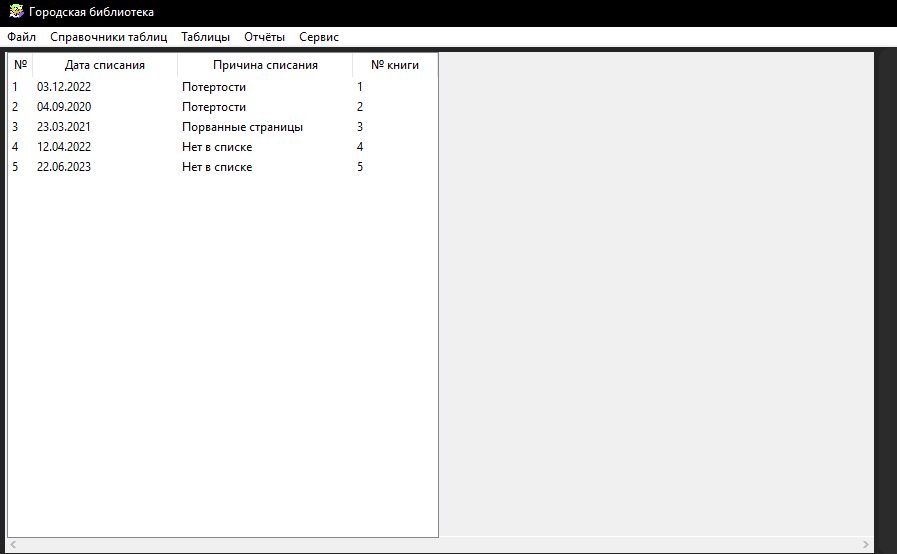 Городская библиотека
Файл Справочники таблиц Таблицы Отчёты Сервис
№ Дата списания Причина списания № книги
1 03.12.2022 Потертости 1
2 04.09.2020 Потертости 2
3 23.03.2021 Порванные страницы 3
4 12.04.2022 Нет в списке 4
5 22.06.2023 Нет в списке 5